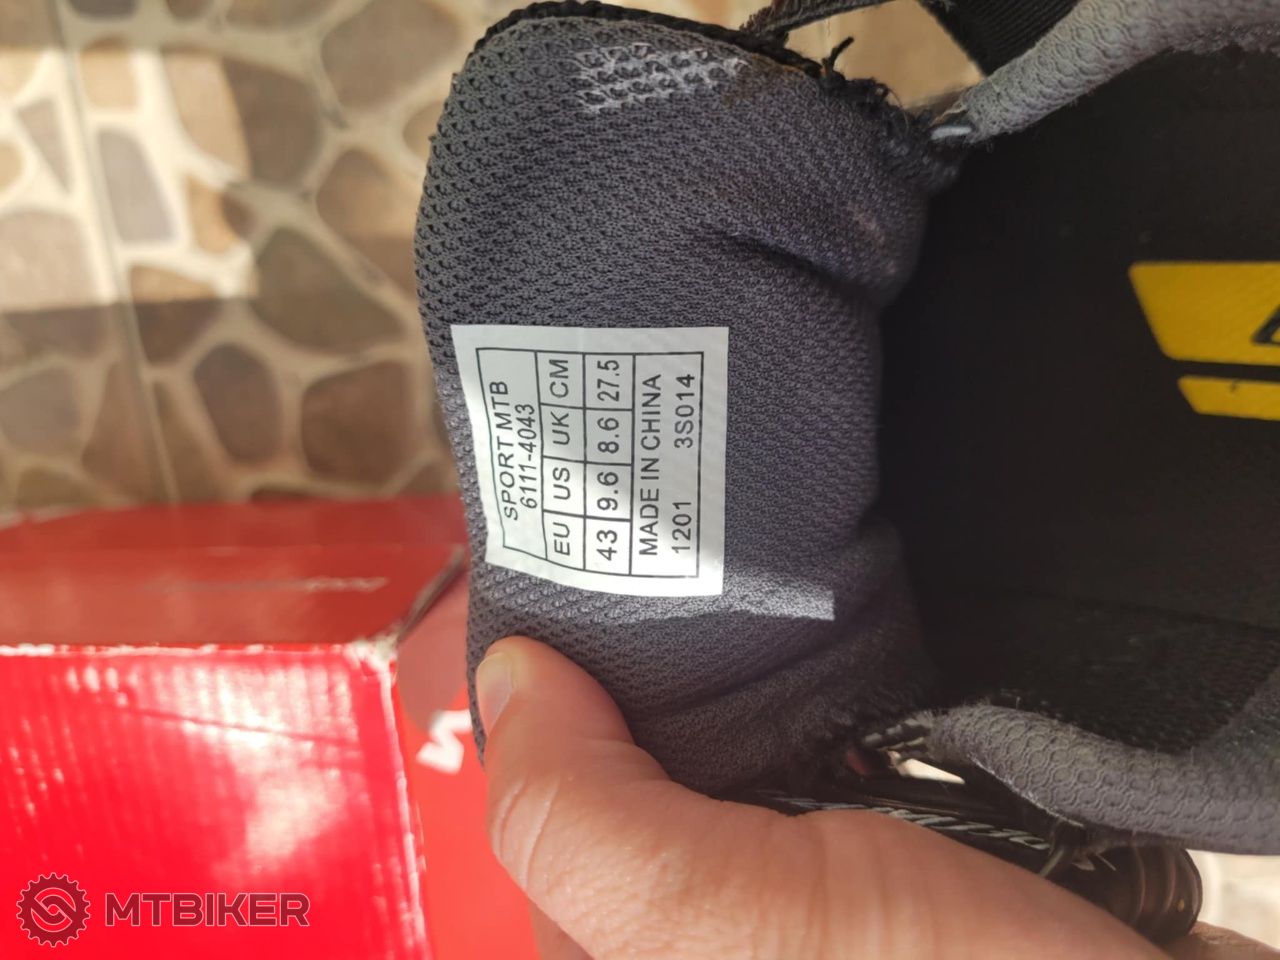 SPORT MTB
6111-4043
EU US UK CM
43 9.6 8.6 27.5
MADE IN CHINA
1201 3S014
MTBIKER